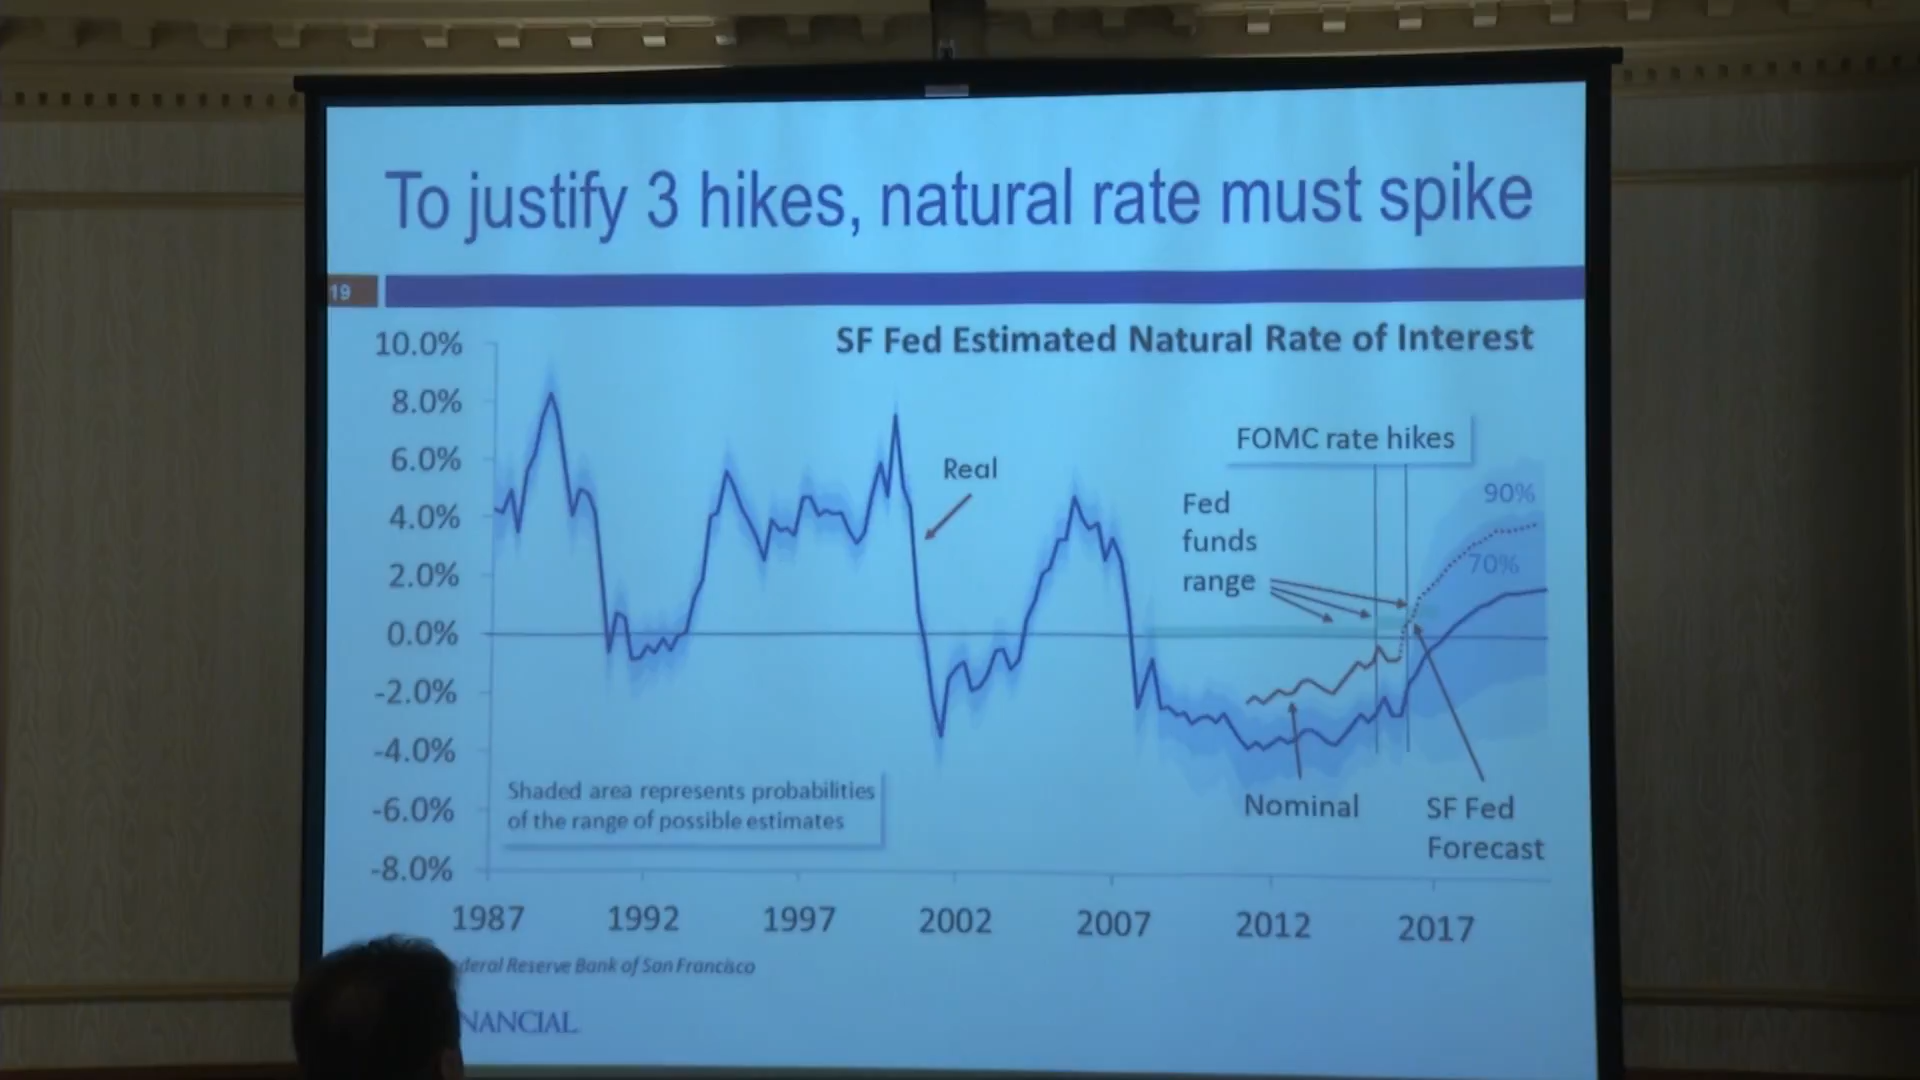 To justify 3 hikes, natural rate must spike
19
SF Fed Estimated Natural Rate of Interest
10.0%
8.0%
6.0%
4.0%
2.0%
0.0%
-2.0%
-4.0%
-6.0%
-8.0%
Real
FOMC rate hikes
Fed
funds
range
90%
70%
Nominal
SF Fed
Forecast
Shaded area represents probabilities
of the range of possible estimates
1987 1992 1997 2002 2007 2012 2017
deral Reserve Bank of San Francisco
NANCIAL